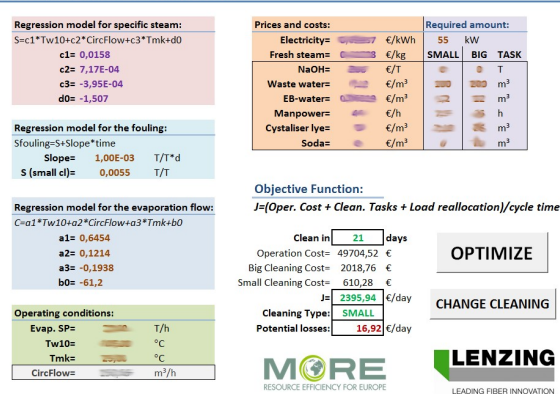 Regression model for specific steam:
S=c1*Tw10+c2*CircFlow+c3*Tmk+d0
c1= 0,0158
c2= 7,17E-04
c3= -3,95E-04
d0= -1,507
Regression model for the fouling:
Sfouling=S+Slope*time
Slope= 1,00E-03 T/T*d
S (small cl)= 0,0055 T/T
Regression model for the evaporation flow:
C=a1*Tw10+a2*CircFlow+a3*Tmk+b0
a1= 0,6454
a2= 0,1214
a3= -0,1938
b0= -61,2
Operating conditions:
Evap. SP= T/h
Tw10= °C
Tmk= °C
CircFlow= m³/h
Prices and costs: Required amount:
Electricity= €/kWh 55 kW
Fresh steam= €/kg SMALL BIG TASK
NaOH= €/T T
Waste water= €/m³ m³
EB-water= €/m³ m³
Manpower= €/h h
Cystaliser lye= €/m³ m³
Soda= €/m³ m³
Objective Function:
J=(Oper. Cost + Clean. Tasks + Load reallocation)/cycle time
Clean in 21 days
Operation Cost= 49704,52 €
Big Cleaning Cost= 2018,76 €
Small Cleaning Cost= 610,28 €
J= 2395,94 €/day
Cleaning Type: SMALL
Potential losses: 16,92 €/day
OPTIMIZE
CHANGE CLEANING
MORE
RESOURCE EFFICIENCY FOR EUROPE
LENZING
LEADING FIBER INNOVATION